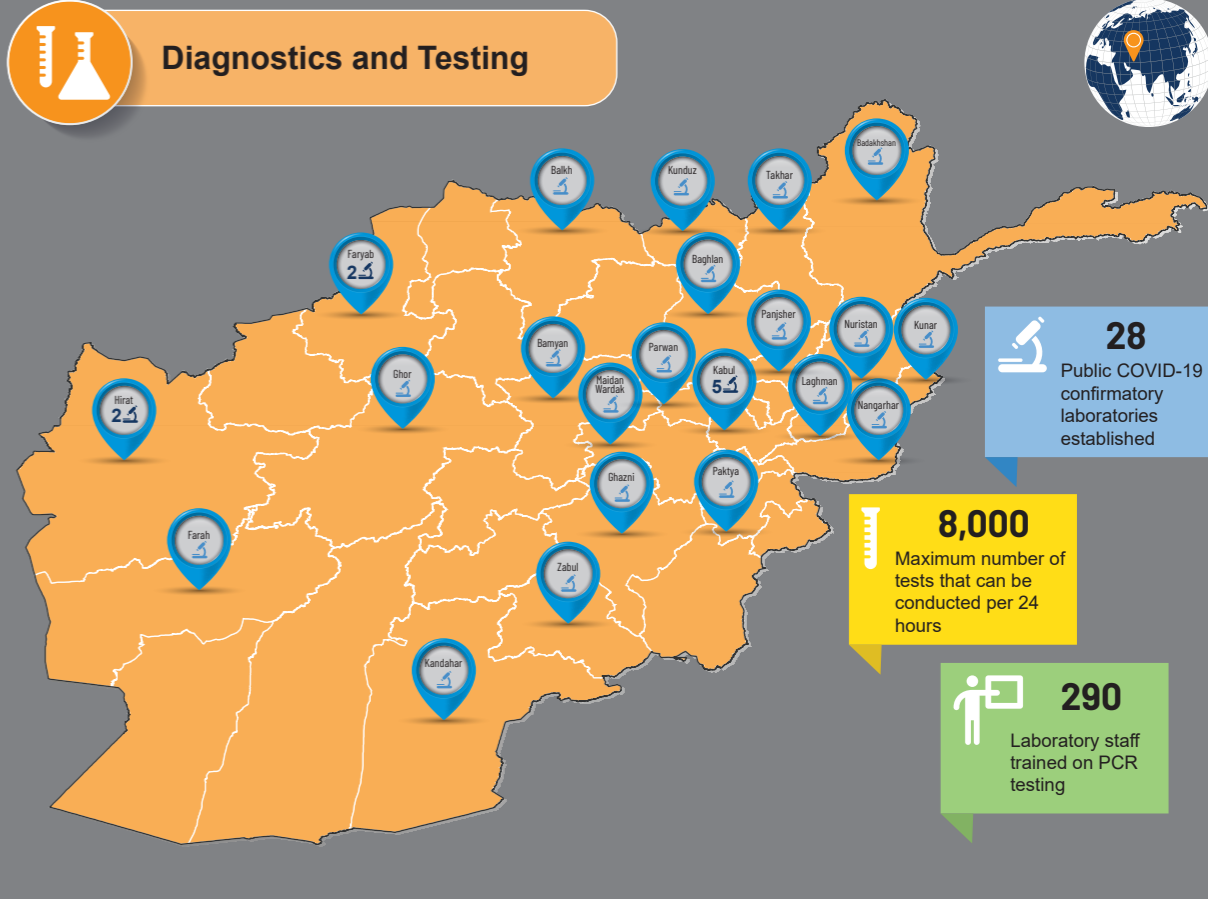 Diagnostics and Testing
Badakhshan
Balkh
Kunduz
Takhar
Faryab
2
Baghlan
Panjsher
Nuristan
Kunar
Bamyan
Parwan
Ghor
Kabul
5
Maidan
Wardak
Laghman
Hirat
2
Nangarhar
Ghazni
Paktya
Farah
Zabul
Kandahar
28
Public COVID-19
confirmatory
laboratories
established
8,000
Maximum number of
tests that can be
conducted per 24
hours
290
Laboratory staff
trained on PCR
testing